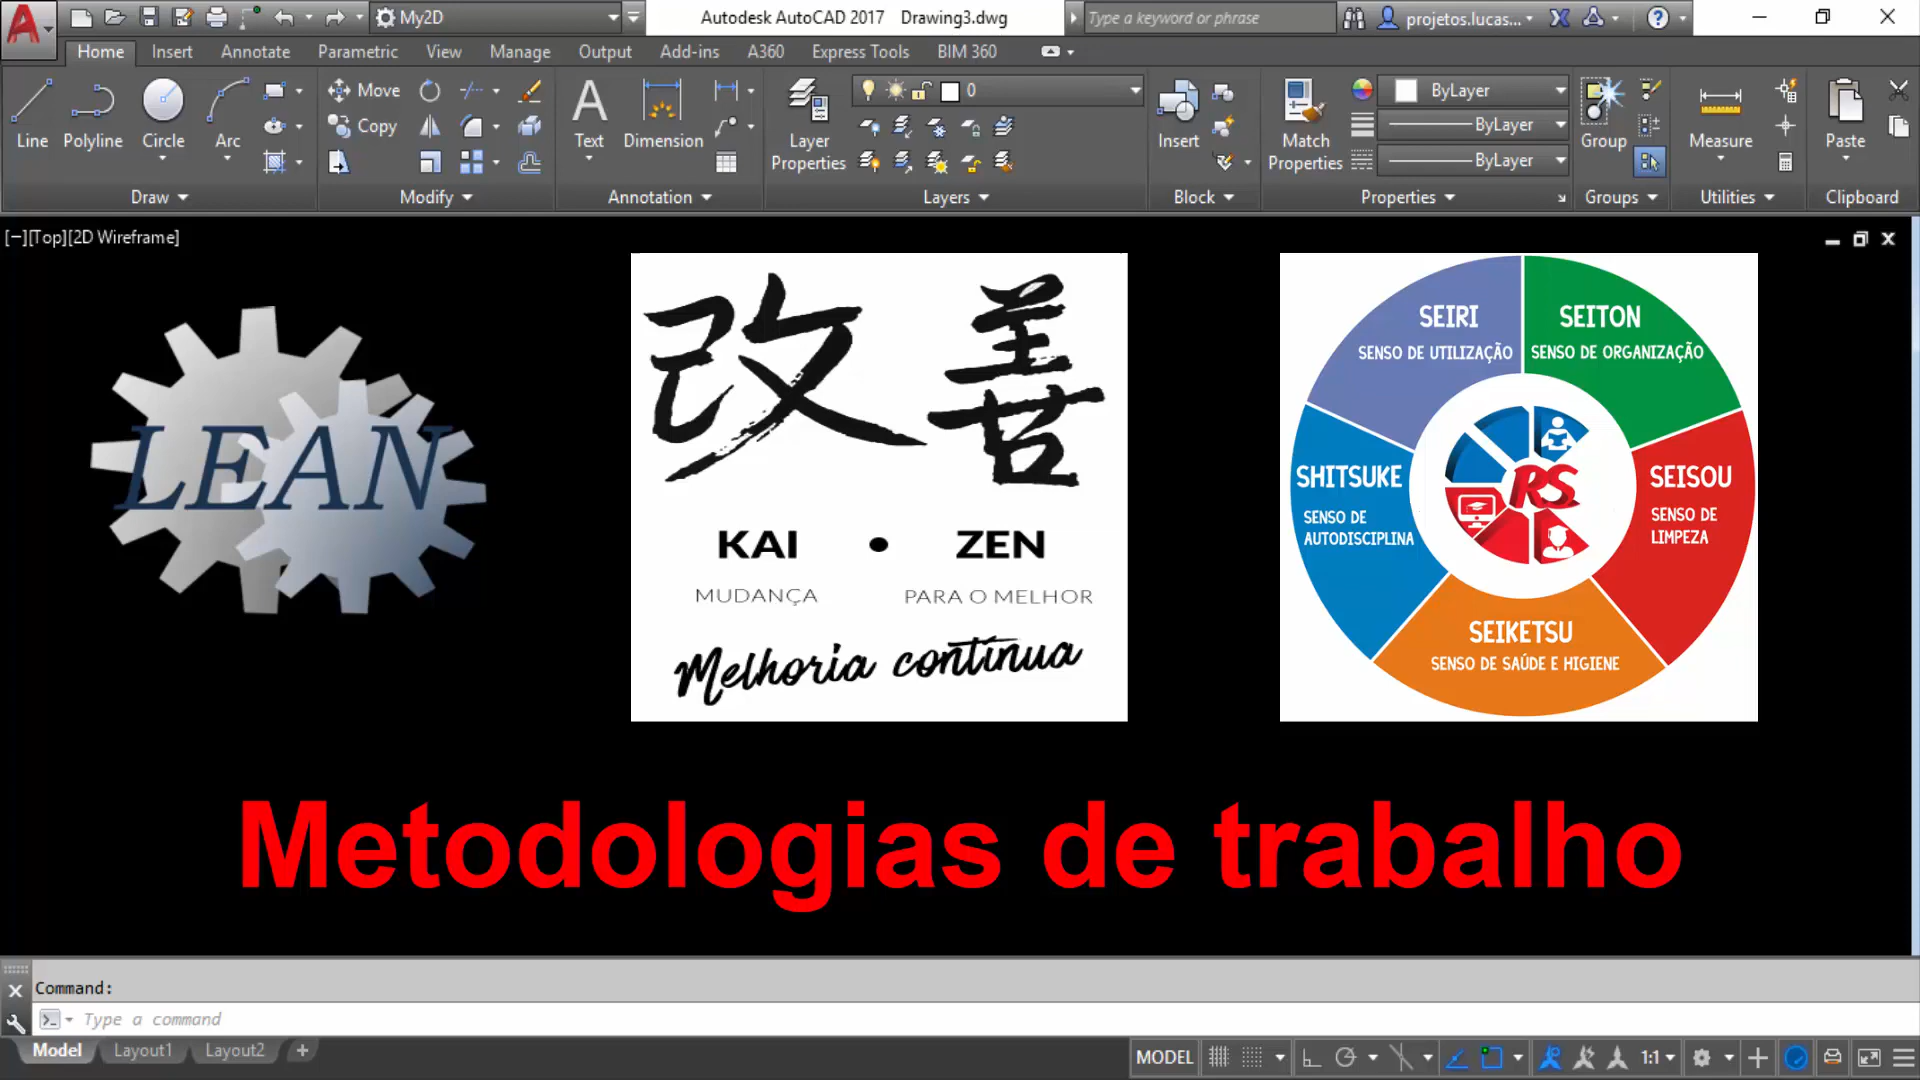 My2D
Autodesk AutoCAD 2017 Drawing3.dwg
Type a keyword or phrase
projetos.lucas...
Home Insert Annotate Parametric View Manage Output Add-ins A360 Express Tools BIM 360
Line Polyline Circle Arc
Move
Copy
Text Dimension
Layer Properties
0
Insert
Match Properties
ByLayer
ByLayer
ByLayer
Group
Measure
Paste
Draw Modify Annotation Layers Block Properties Groups Utilities Clipboard
[–][Top][2D Wireframe]
LEAN
改善
KAI • ZEN
MUDANÇA PARA O MELHOR
Melhoria contínua
SEIRI
SENSO DE UTILIZAÇÃO
SEITON
SENSO DE ORGANIZAÇÃO
SHITSUKE
SENSO DE
AUTODISCIPLINA
RS
SEISOU
SENSO DE
LIMPEZA
SEIKETSU
SENSO DE SAÚDE E HIGIENE
Metodologias de trabalho
Command:
Type a command
Model Layout1 Layout2 +
MODEL 1:1